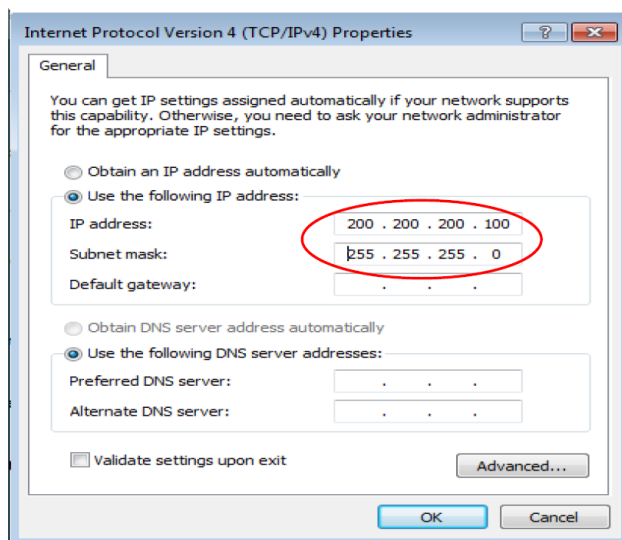 Internet Protocol Version 4 (TCP/IPv4) Properties
General
You can get IP settings assigned automatically if your network supports
this capability. Otherwise, you need to ask your network administrator
for the appropriate IP settings.
Obtain an IP address automatically
Use the following IP address:
IP address: 200 . 200 . 200 . 100
Subnet mask: 255 . 255 . 255 . 0
Default gateway: . . .
Obtain DNS server address automatically
Use the following DNS server addresses:
Preferred DNS server: . . .
Alternate DNS server: . . .
Validate settings upon exit
Advanced...
OK Cancel